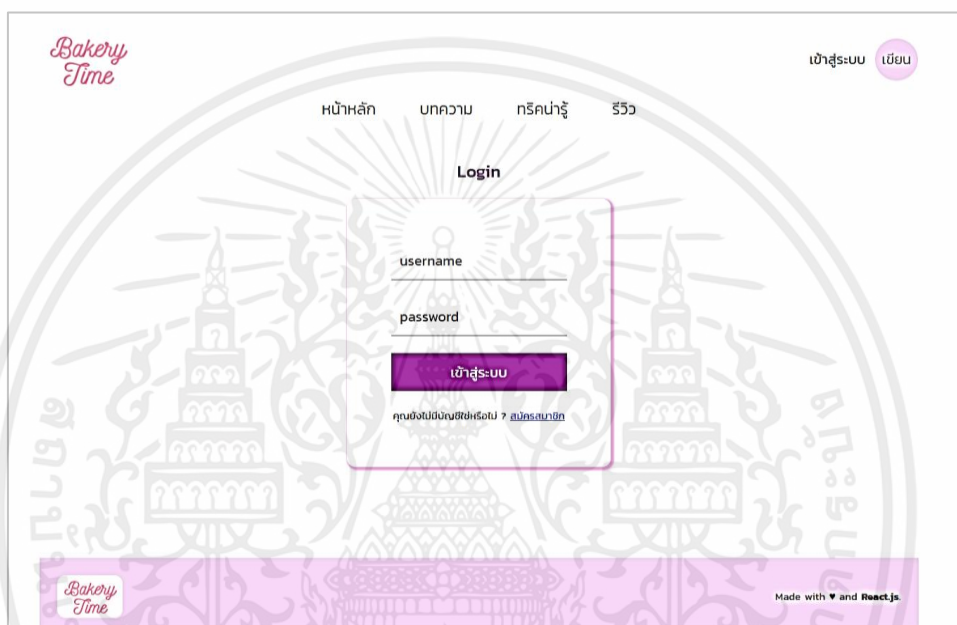 Bakery
Time
เข้าสู่ระบบ เขียน
หน้าหลัก บทความ ทริคน่ารู้ รีวิว
Login
username
password
เข้าสู่ระบบ
คุณยังไม่มีบัญชีใช่หรือไม่ ? สมัครสมาชิก
Bakery
Time
Made with ♥ and React.js.